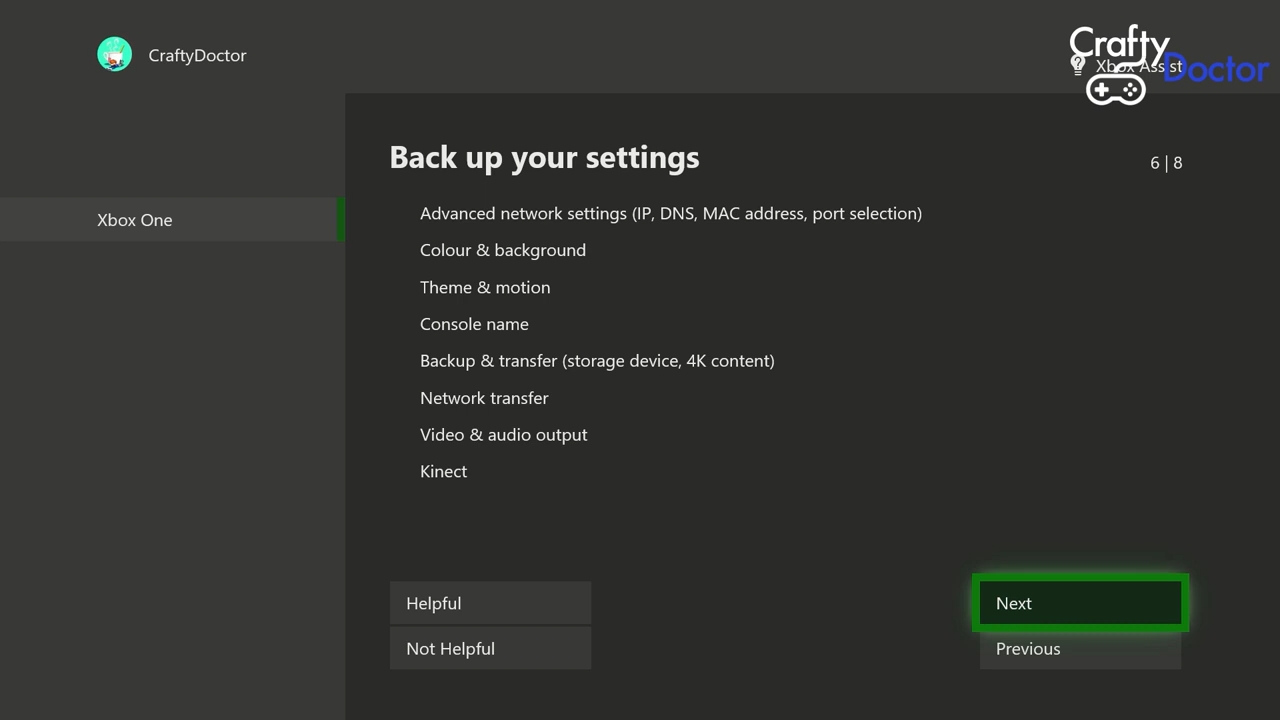 CraftyDoctor
Crafty
Xbox Assist
Doctor
Back up your settings
6 | 8
Xbox One
Advanced network settings (IP, DNS, MAC address, port selection)
Colour & background
Theme & motion
Console name
Backup & transfer (storage device, 4K content)
Network transfer
Video & audio output
Kinect
Helpful
Next
Not Helpful
Previous